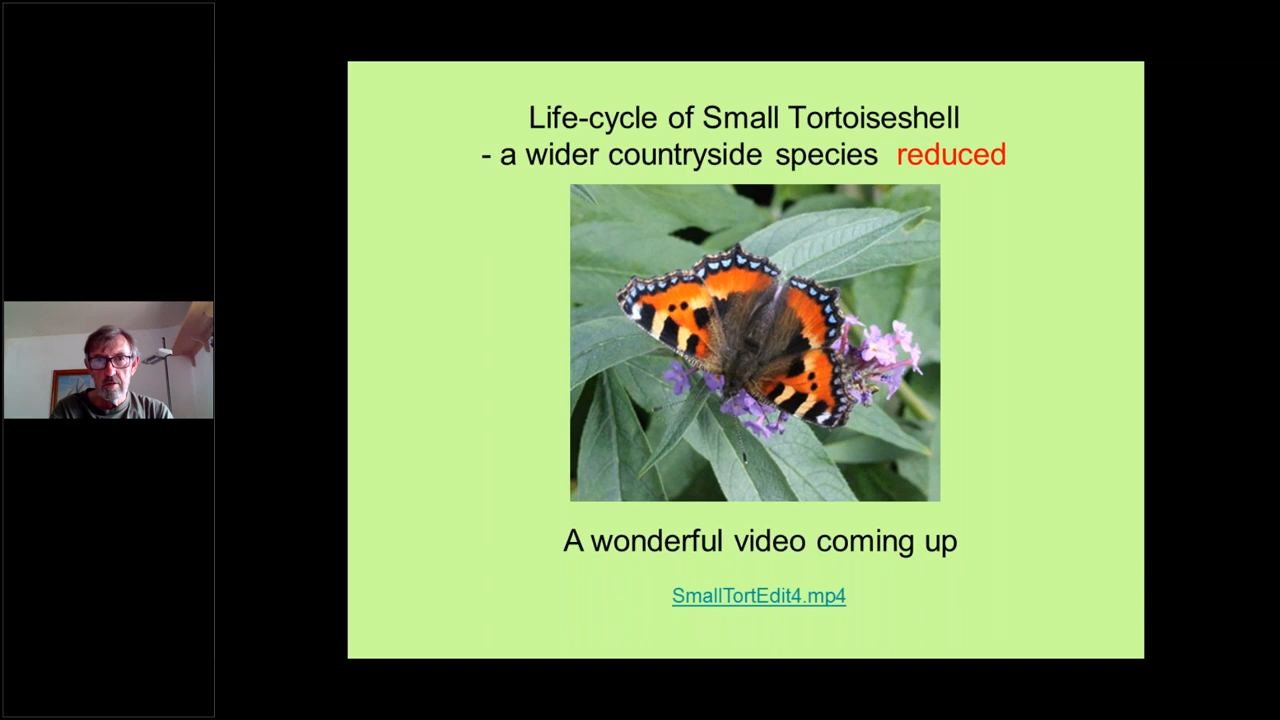 Life-cycle of Small Tortoiseshell
- a wider countryside species reduced
A wonderful video coming up
SmallTortEdit4.mp4